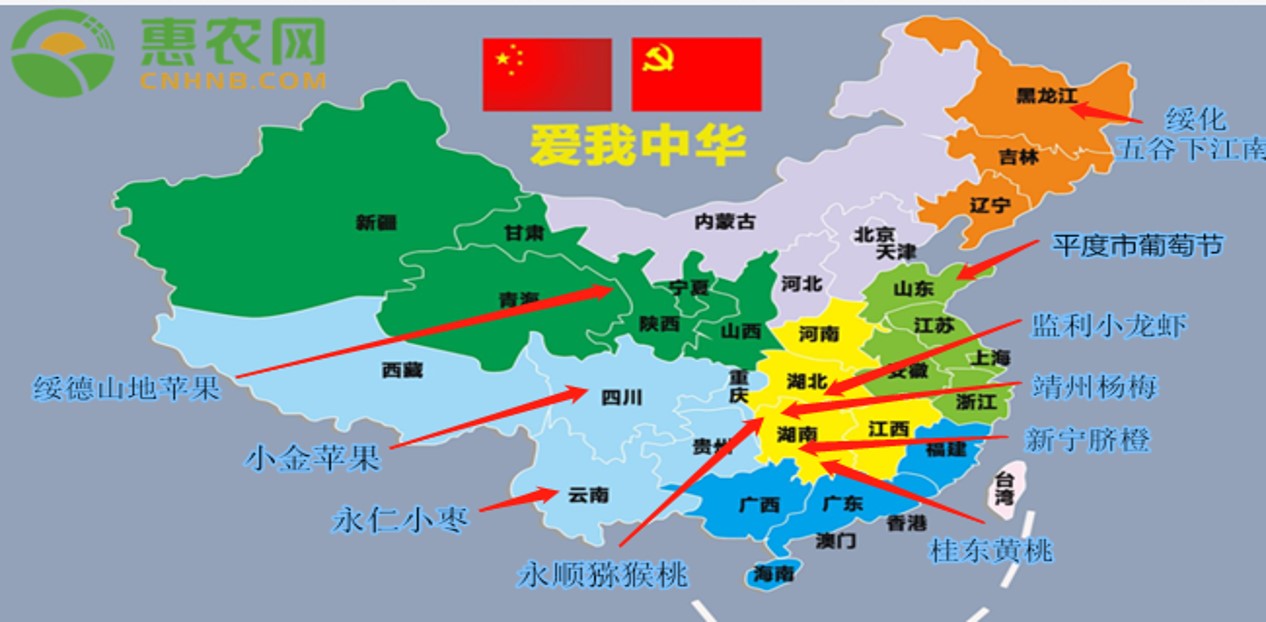 惠农网
CNHNB.COM
爱我中华
黑龙江
绥化
五谷下江南
吉林
辽宁
新疆
甘肃
内蒙古
北京
天津
平度市葡萄节
青海
宁夏
河北
山东
陕西
山西
河南
江苏
监利小龙虾
上海
西藏
绥德山地苹果
四川
重庆
湖北
安徽
靖州杨梅
浙江
小金苹果
贵州
湖南
江西
福建
新宁脐橙
永仁小枣
云南
广西
广东
香港
台湾
澳门
桂东黄桃
永顺猕猴桃
海南